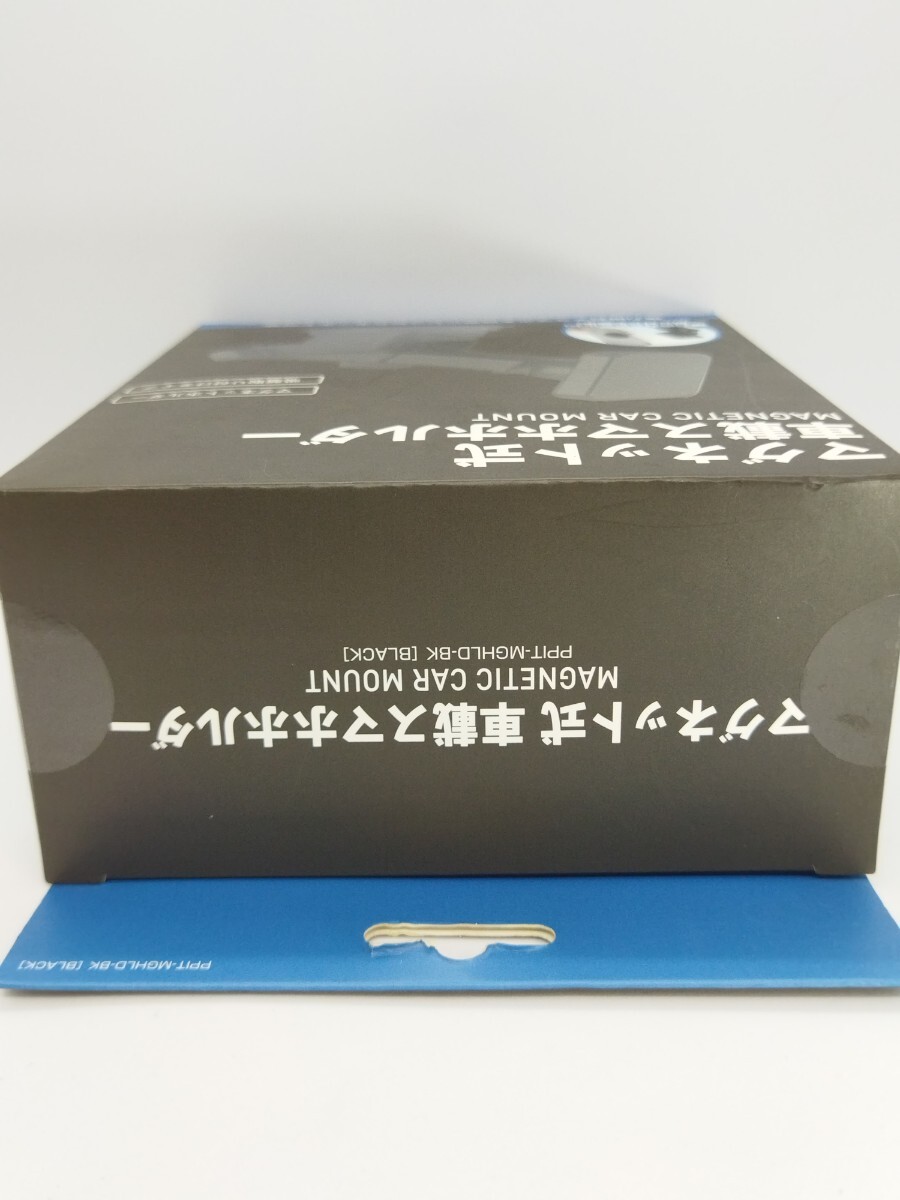 マグネット式 車載スマホホルダー
MAGNETIC CAR MOUNT
PPIT-MGHLD-BK [BLACK]
PPIT-MGHLD-BK [BLACK]
マグネット式
車載スマホホルダー
MAGNETIC CAR MOUNT